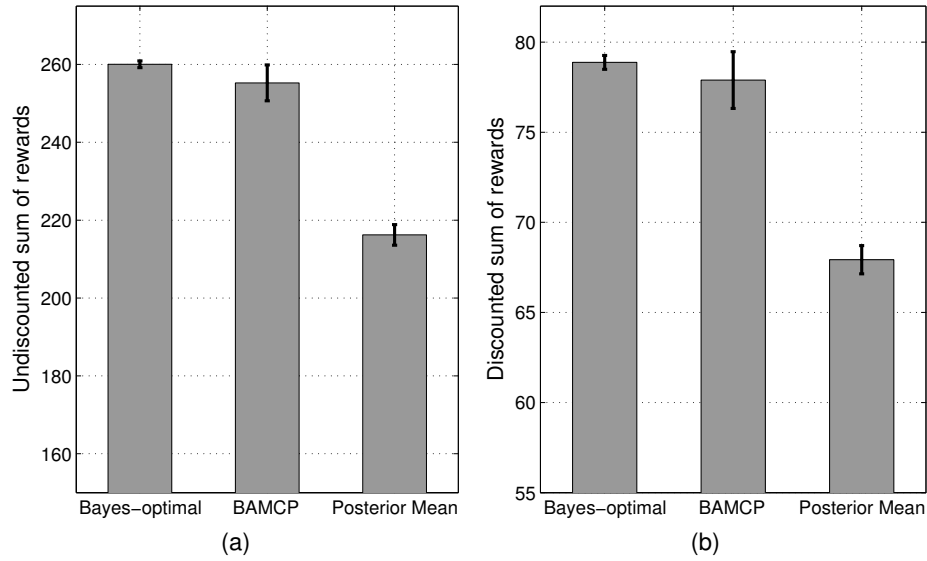 Undiscounted sum of rewards
260
240
220
200
180
160
Bayes−optimal BAMCP Posterior Mean
(a)
Discounted sum of rewards
80
75
70
65
60
55
Bayes−optimal BAMCP Posterior Mean
(b)